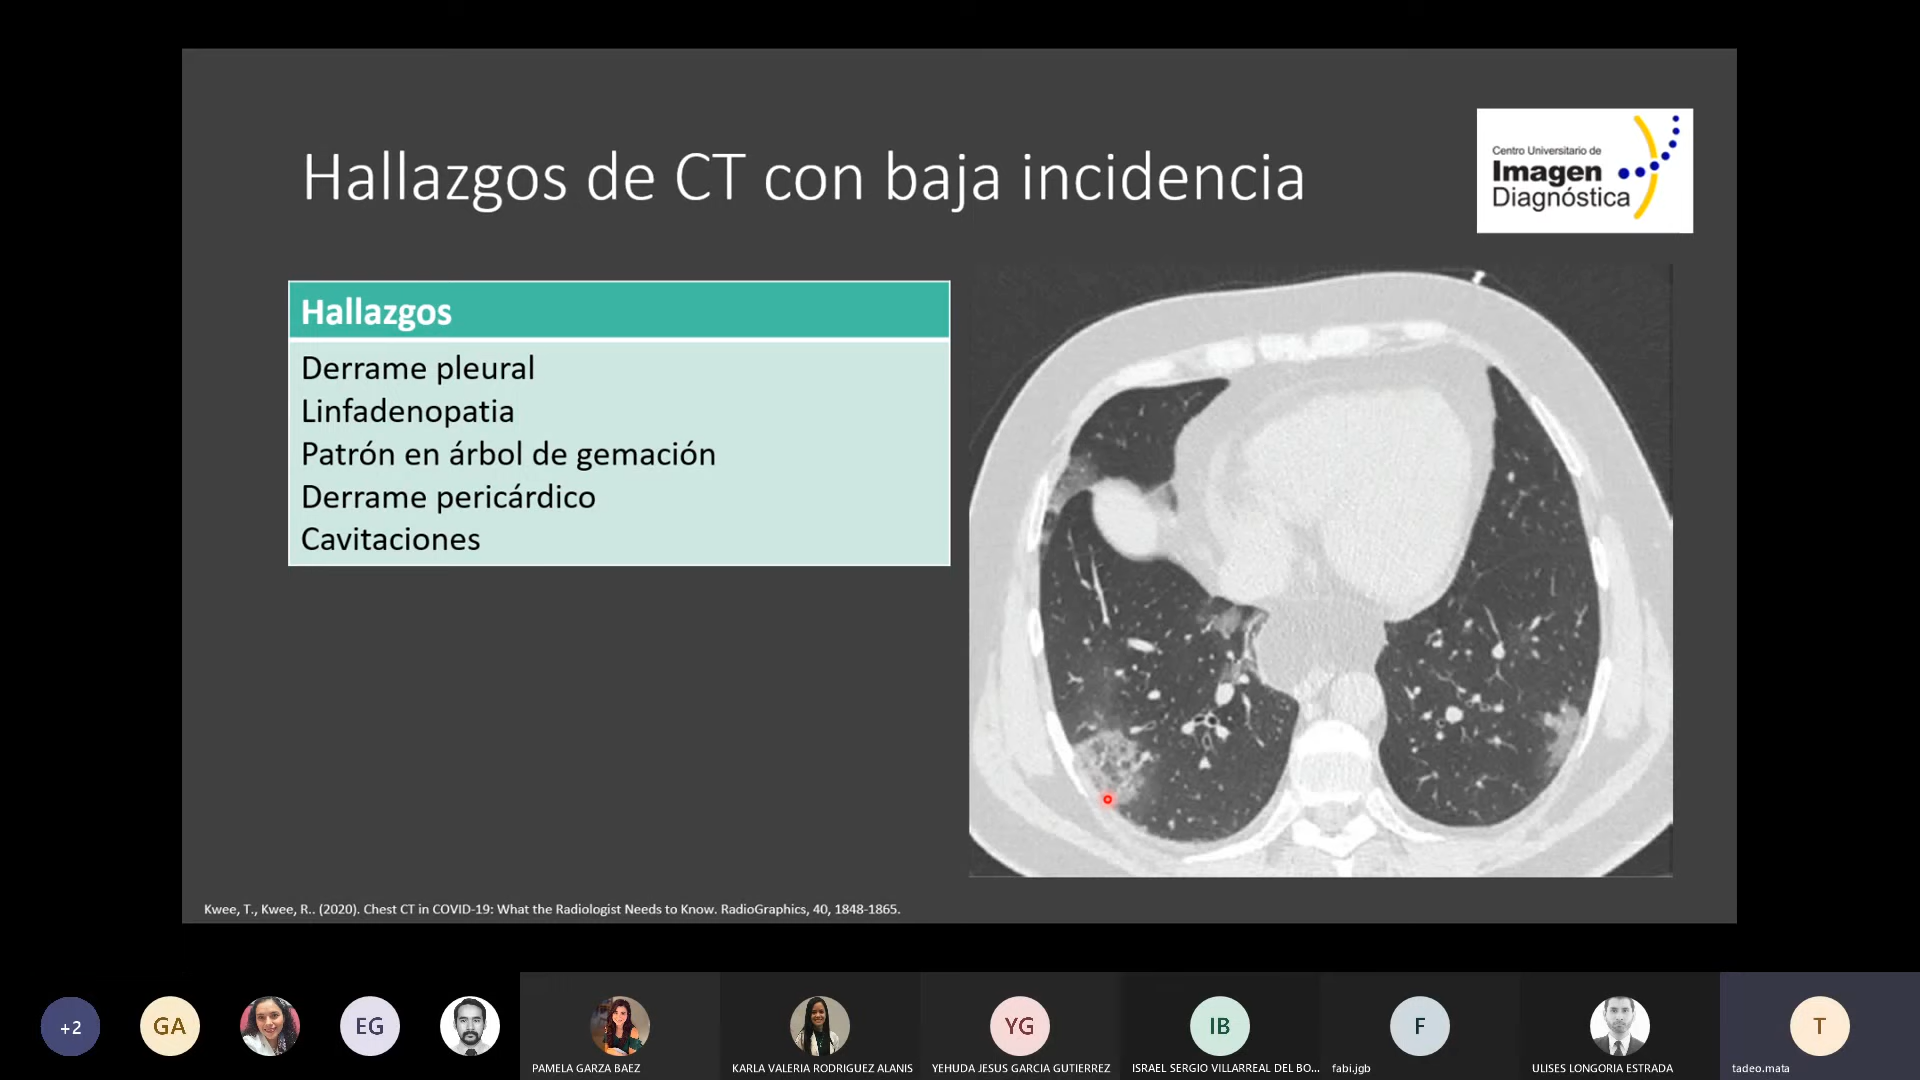 Hallazgos de CT con baja incidencia
Centro Universitario de
Imagen
Diagnóstica
Hallazgos
Derrame pleural
Linfadenopatia
Patrón en árbol de gemación
Derrame pericárdico
Cavitaciones
Kwee, T., Kwee, R.. (2020). Chest CT in COVID-19: What the Radiologist Needs to Know. RadioGraphics, 40, 1848-1865.
+2
GA
EG
YG
IB
F
T
PAMELA GARZA BAEZ
KARLA VALERIA RODRIGUEZ ALANIS
YEHUDA JESUS GARCIA GUTIERREZ
ISRAEL SERGIO VILLARREAL DEL BO...
fabi.jgb
ULISES LONGORIA ESTRADA
tadeo.mata